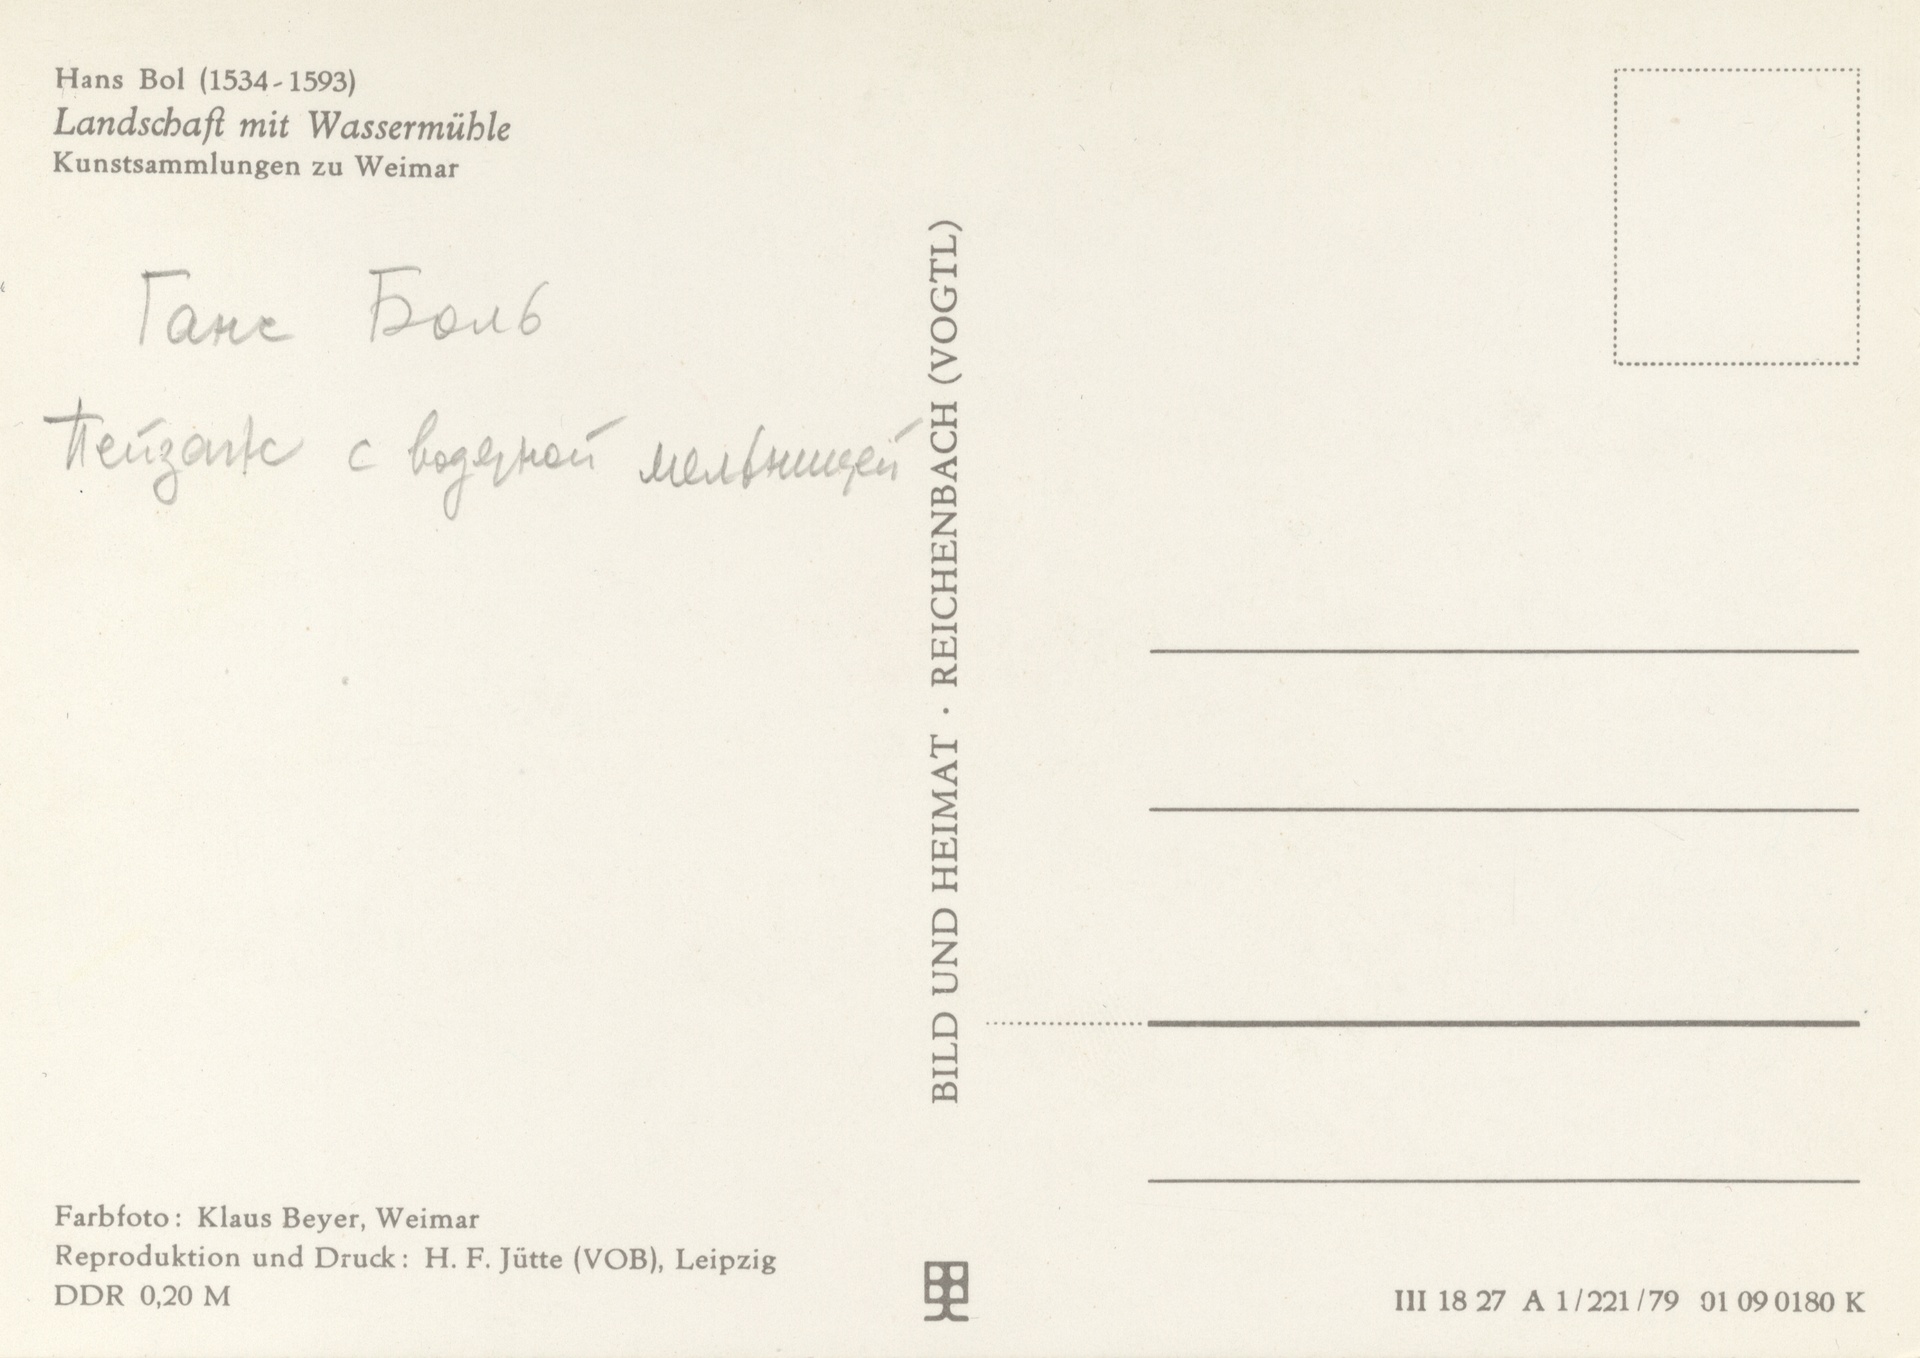 Hans Bol (1534-1593)
Landschaft mit Wassermühle
Kunstsammlungen zu Weimar
Ганс Боль
Пейзаж с водяной мельницей
BILD UND HEIMAT · REICHENBACH (VOGTL)
Farbfoto: Klaus Beyer, Weimar
Reproduktion und Druck: H. F. Jütte (VOB), Leipzig
DDR 0,20 M
III 18 27 A 1/221/79 01 09 0180 K